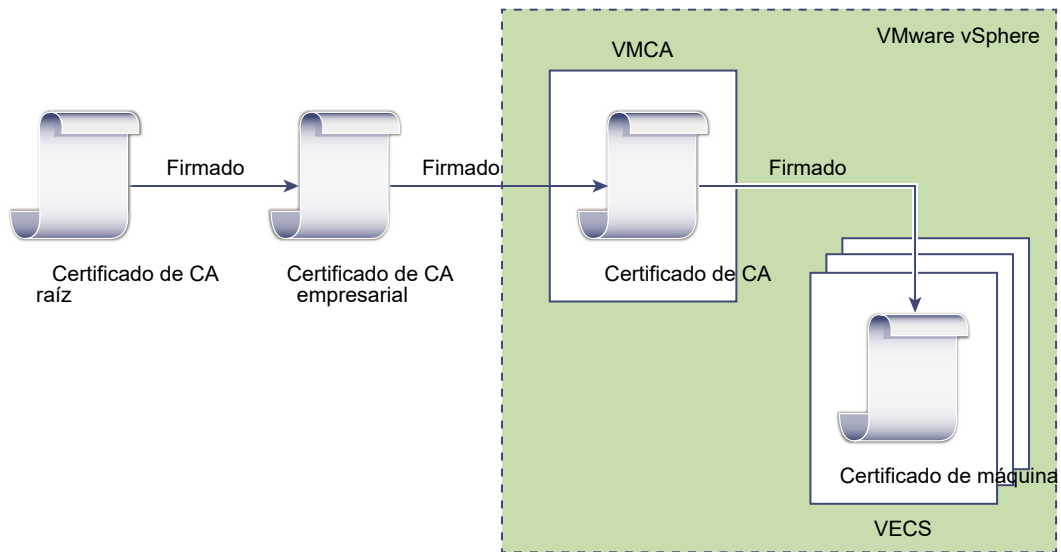 VMware vSphere
VMCA
Firmado
Firmado
Firmado
Certificado de CA
raíz
Certificado de CA
empresarial
Certificado de CA
Certificado de máquina
VECS